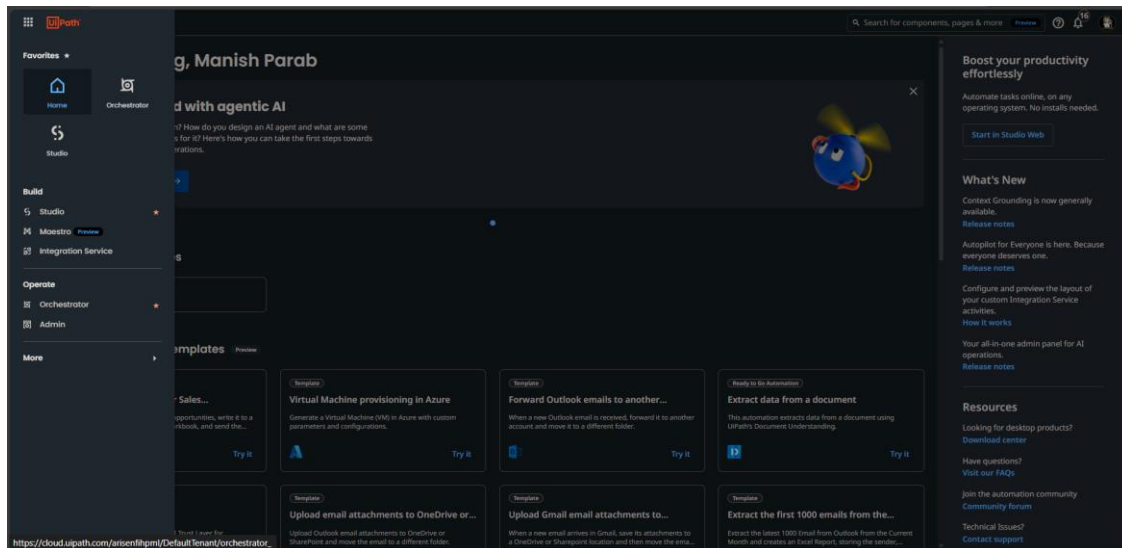 UiPath
Search for components, pages & more Preview
16
Favorites ★
Home
Orchestrator
Studio
Build
Studio
Maestro Preview
Integration Service
Operate
Orchestrator
Admin
More
g, Manish Parab
d with agentic AI
n? How do you design an AI agent and what are some
s for it? Here's how you can take the first steps towards
erations.
s
emplates Preview
r Sales...
opportunities, write it to a
rkbook, and send the...
Try it
Template
Virtual Machine provisioning in Azure
Generate a Virtual Machine (VM) in Azure with custom
parameters and configurations.
Try it
Template
Forward Outlook emails to another...
When a new Outlook email is received, forward it to another
account and move it to a different folder.
Try it
Ready to Go Automation
Extract data from a document
This automation extracts data from a document using
UiPath's Document Understanding.
Try it
Trust Layer for
Template
Upload email attachments to OneDrive or...
Upload Outlook email attachments to OneDrive or
SharePoint and move the email to a different folder.
Template
Upload Gmail email attachments to...
When a new email arrives in Gmail, save its attachments to
a OneDrive or Sharepoint location and then move the ema...
Template
Extract the first 1000 emails from the...
Extract the latest 1000 Email from Outlook from the Current
Month and creates an Excel Report, storing the sender,...
Boost your productivity
effortlessly
Automate tasks online, on any
operating system. No installs needed.
Start in Studio Web
What's New
Context Grounding is now generally
available.
Release notes
Autopilot for Everyone is here. Because
everyone deserves one.
Release notes
Configure and preview the layout of
your custom Integration Service
activities.
How it works
Your all-in-one admin panel for AI
operations.
Release notes
Resources
Looking for desktop products?
Download center
Have questions?
Visit our FAQs
Join the automation community
Community forum
Technical Issues?
Contact support
https://cloud.uipath.com/arisenfihpml/DefaultTenant/orchestrator_